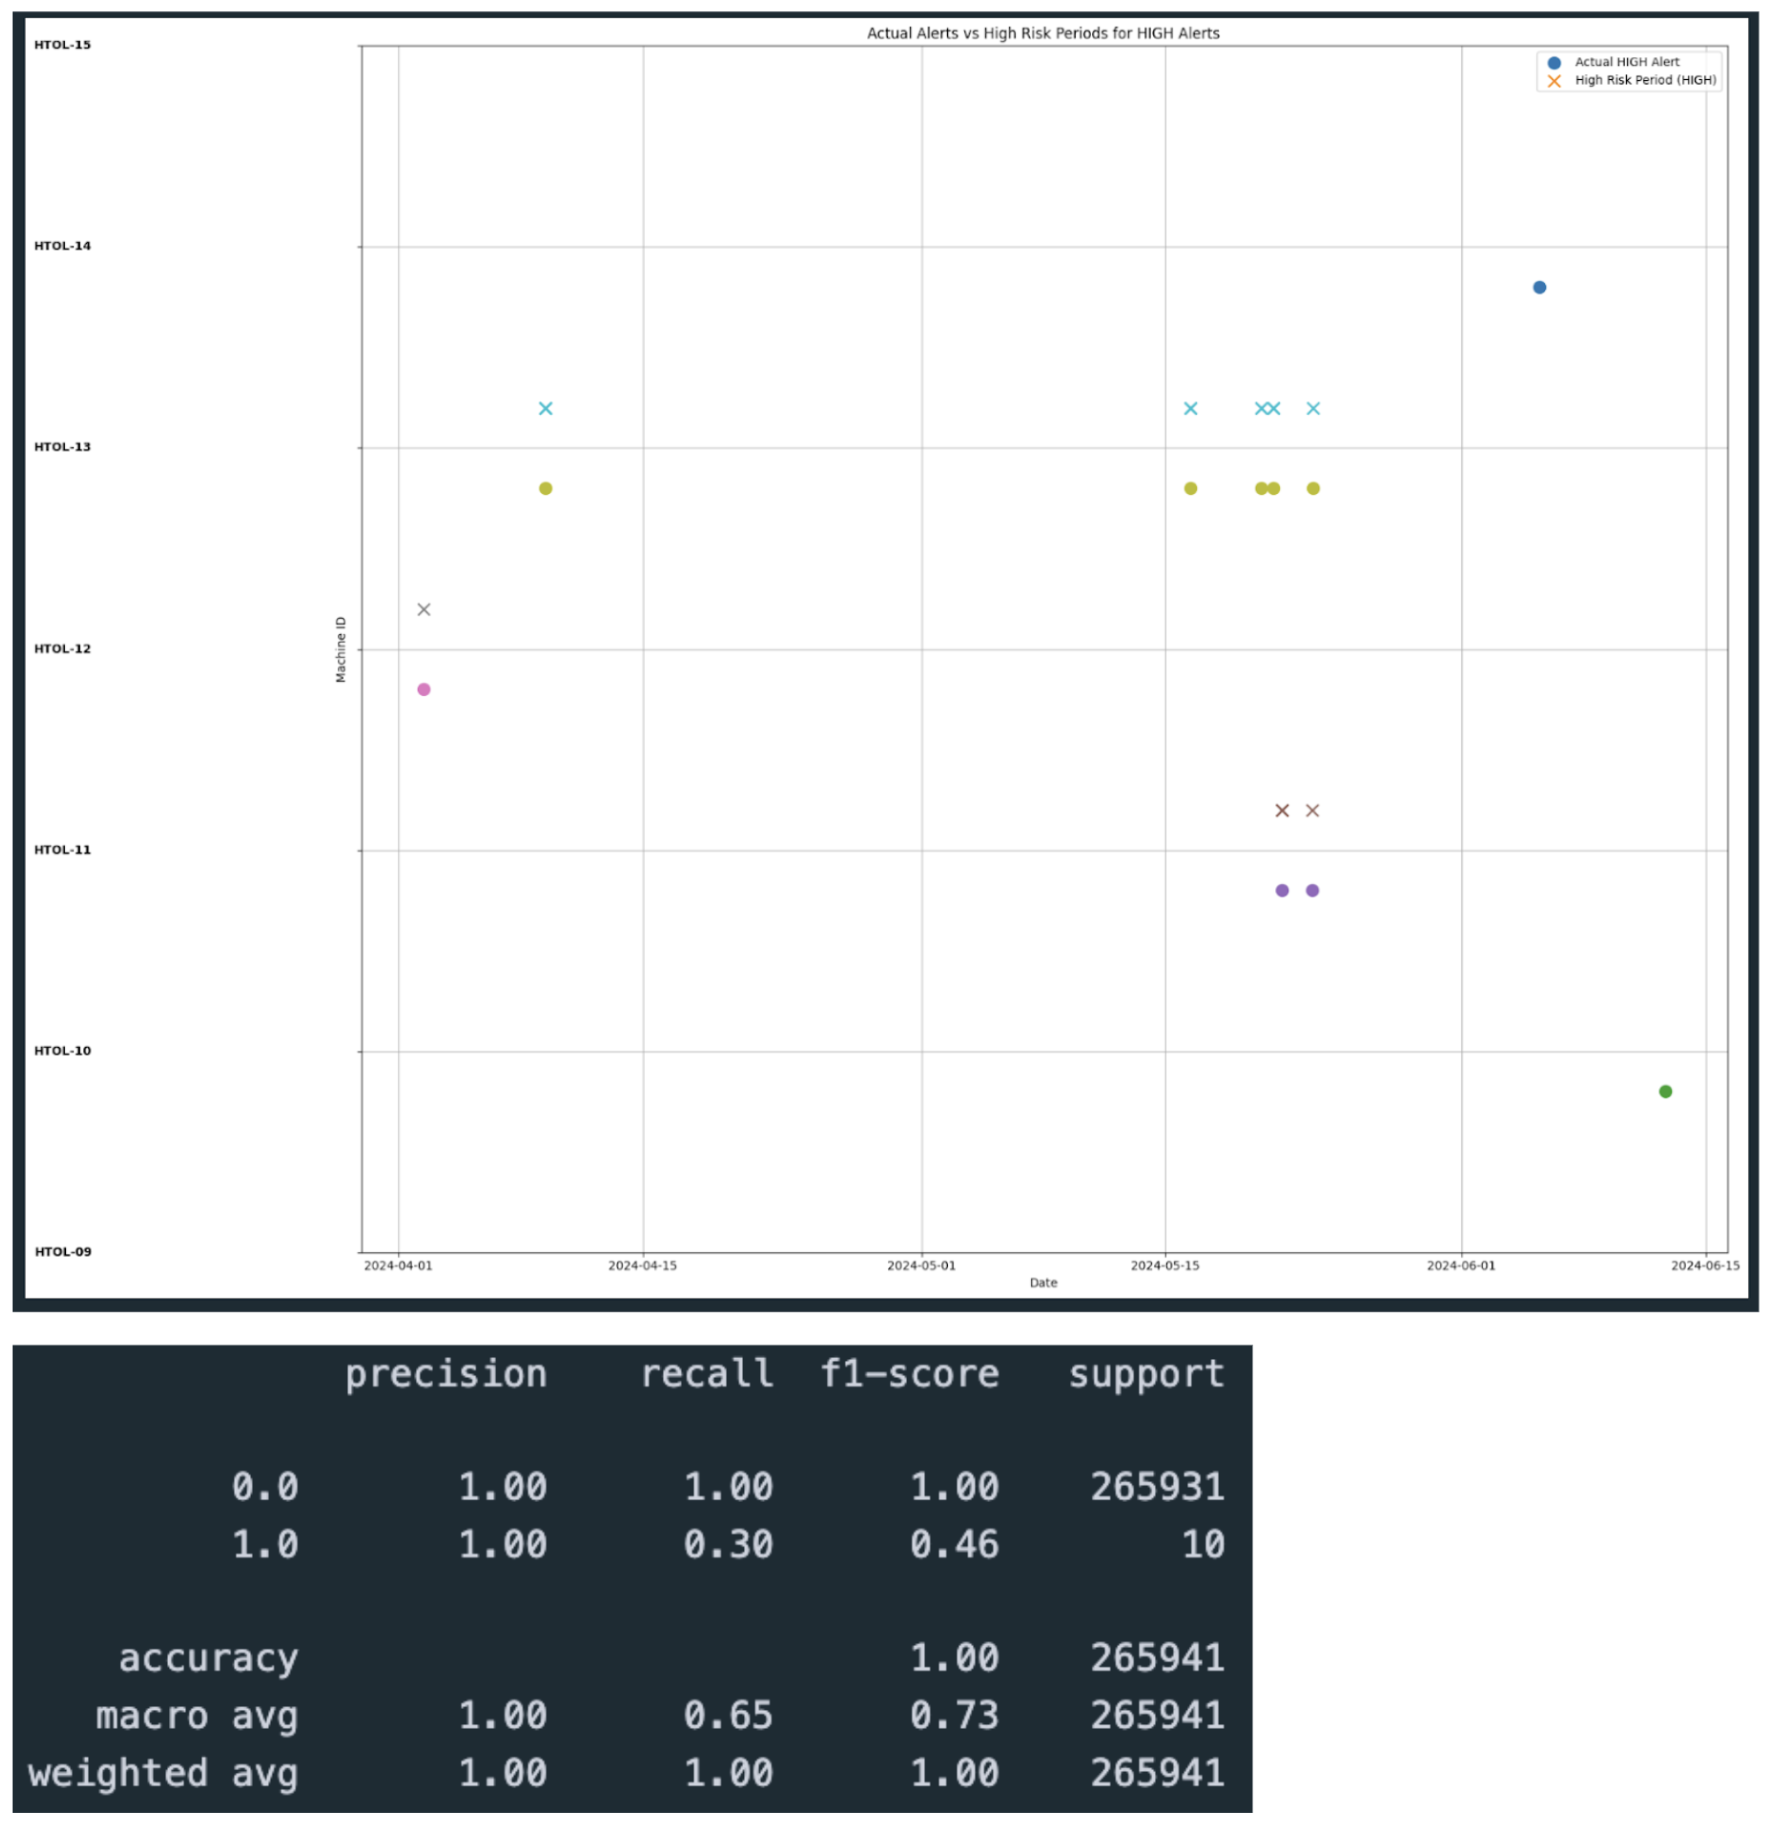 Actual Alerts vs High Risk Periods for HIGH Alerts
HTOL-15
Actual HIGH Alert
High Risk Period (HIGH)
HTOL-14
HTOL-13
Machine ID
HTOL-12
HTOL-11
HTOL-10
HTOL-09
2024-04-01 2024-04-15 2024-05-01 2024-05-15 2024-06-01 2024-06-15
Date
precision recall f1-score support
0.0 1.00 1.00 1.00 265931
1.0 1.00 0.30 0.46 10
accuracy 1.00 265941
macro avg 1.00 0.65 0.73 265941
weighted avg 1.00 1.00 1.00 265941